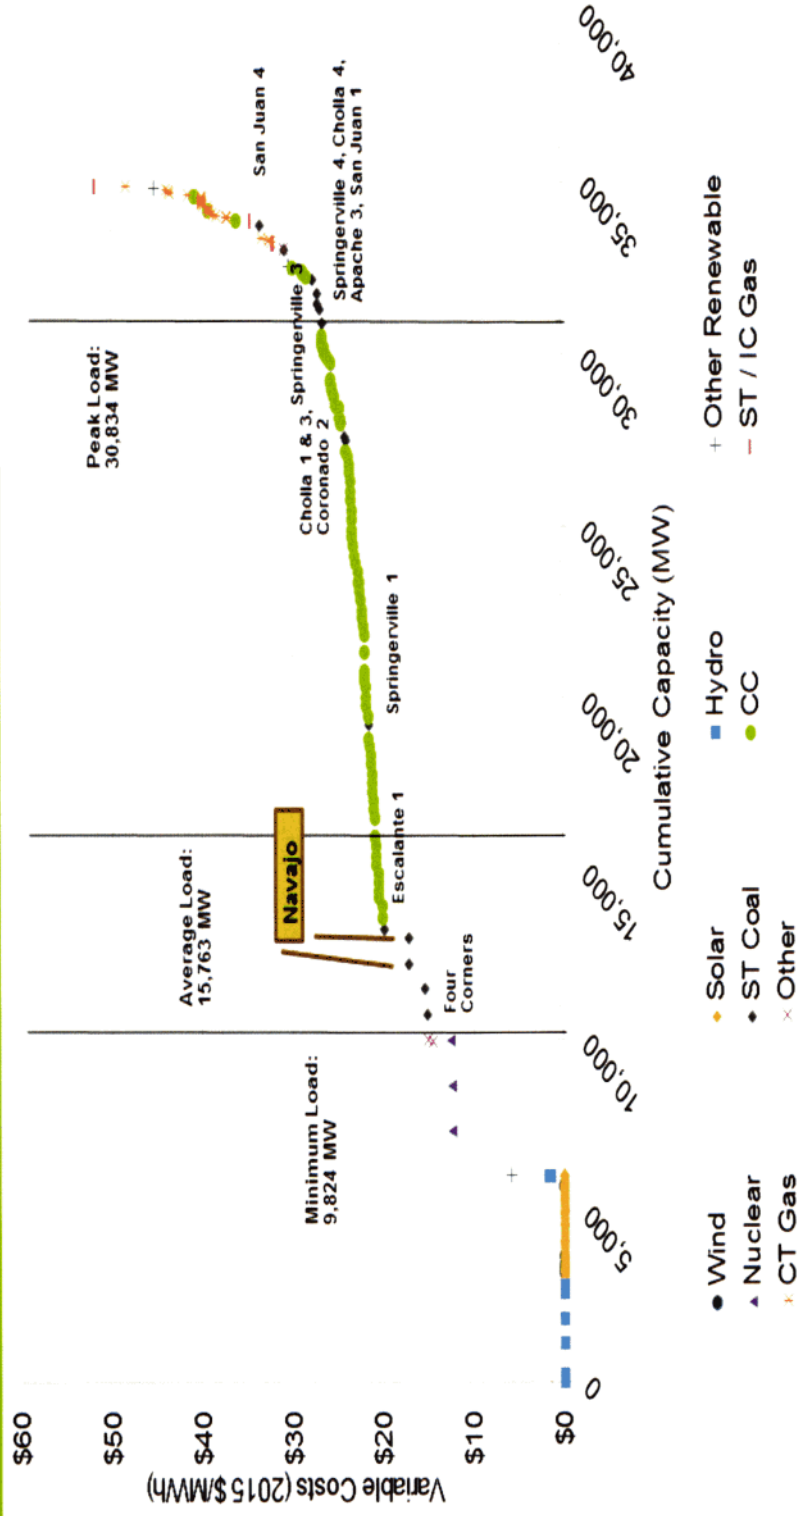 $60
$50
$40
$30
$20
$10
$0
Variable Costs (2015 $/MWh)
Minimum Load:
9,824 MW
Average Load:
15,763 MW
Peak Load:
30,834 MW
Navajo
Four
Corners
Escalante 1
Springerville 1
Cholla 1 & 3, Springerville 3
Coronado 2
Springerville 4, Cholla 4,
Apache 3, San Juan 1
San Juan 4
0
5,000
10,000
15,000
20,000
25,000
30,000
35,000
40,000
Cumulative Capacity (MW)
Wind
Solar
Hydro
Other Renewable
Nuclear
ST Coal
CC
ST / IC Gas
CT Gas
Other